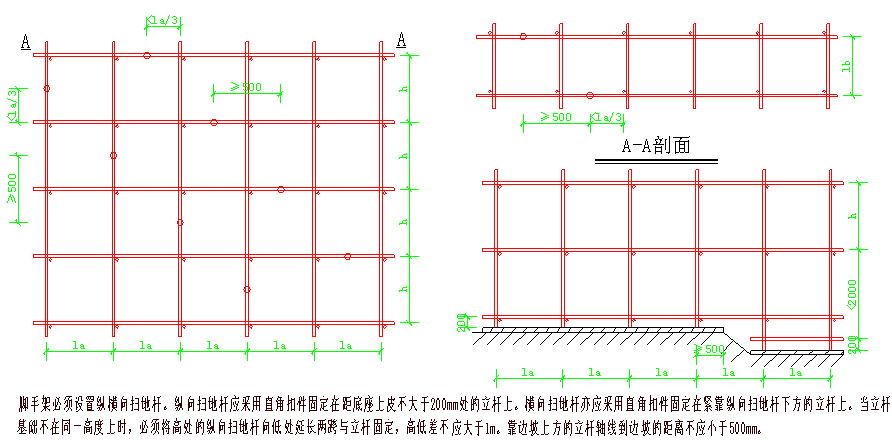 <la/3
A
A
≥500
<la/3
≥500
h
h
h
h
la
la
la
la
la
lb
≥500
<la/3
A-A剖面
h
<2000
200
200
≥500
la
la
la
la
la
脚手架必须设置纵横向扫地杆。纵向扫地杆应采用直角扣件固定在距底座上皮不大于200mm处的立杆上。横向扫地杆亦应采用直角扣件固定在紧靠纵向扫地杆下方的立杆上。当立杆
基础不在同一高度上时，必须将高处的纵向扫地杆向低处延长两跨与立杆固定，高低差不应大于1m。靠边坡上方的立杆轴线到边坡的距离不应小于500mm。